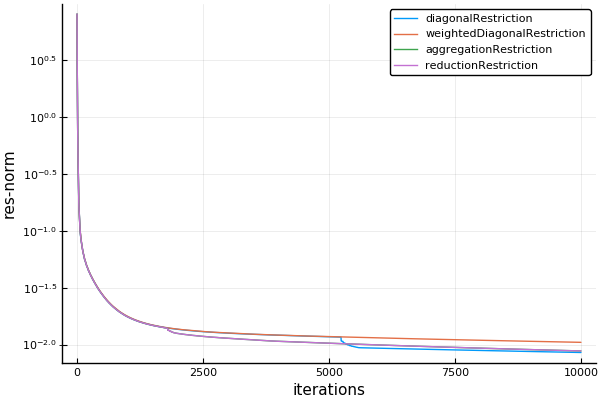 diagonalRestriction
weightedDiagonalRestriction
aggregationRestriction
reductionRestriction
res-norm
10^0.5
10^0.0
10^-0.5
10^-1.0
10^-1.5
10^-2.0
0 2500 5000 7500 10000
iterations